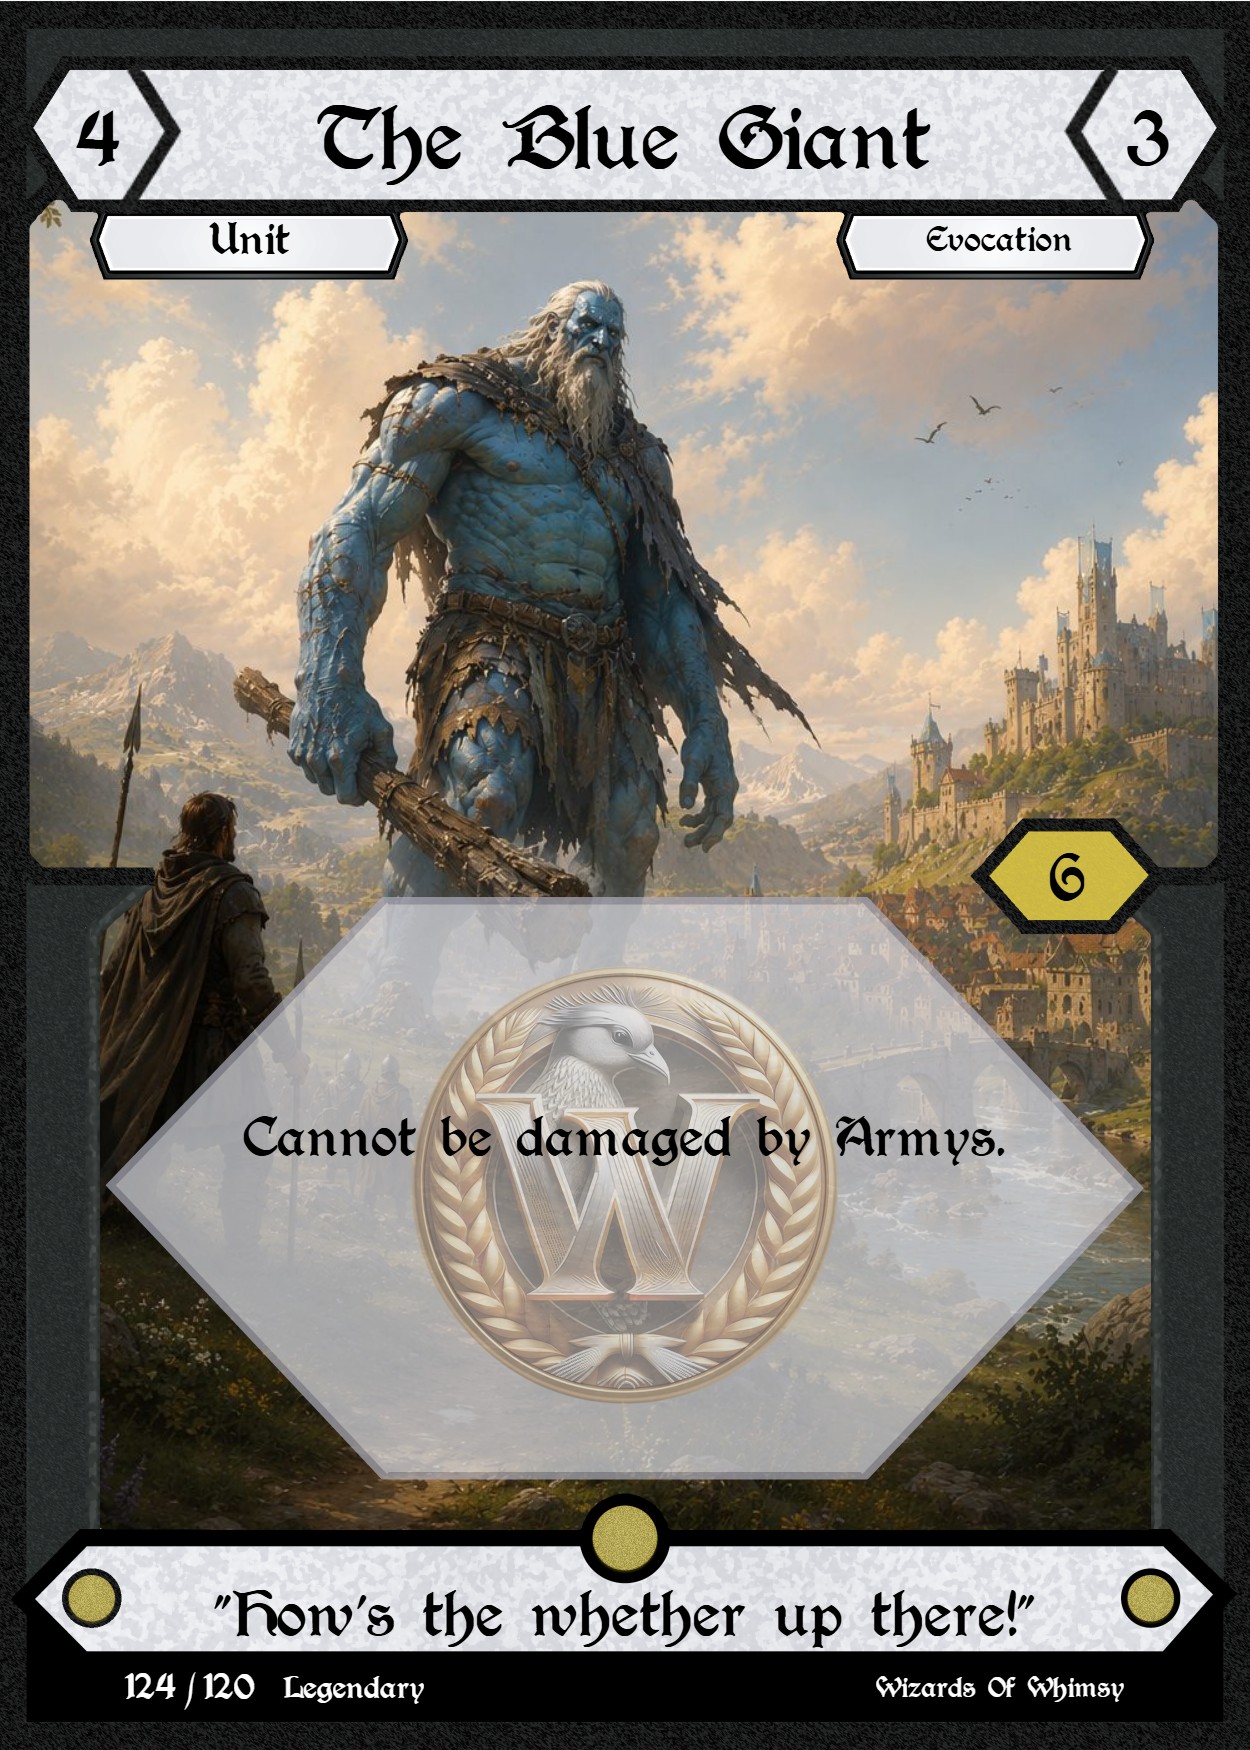 4
The Blue Giant
3
Unit
Evocation
6
W
Cannot be damaged by Armys.
"How's the whether up there!"
124 / 120 Legendary
Wizards Of Whimsy